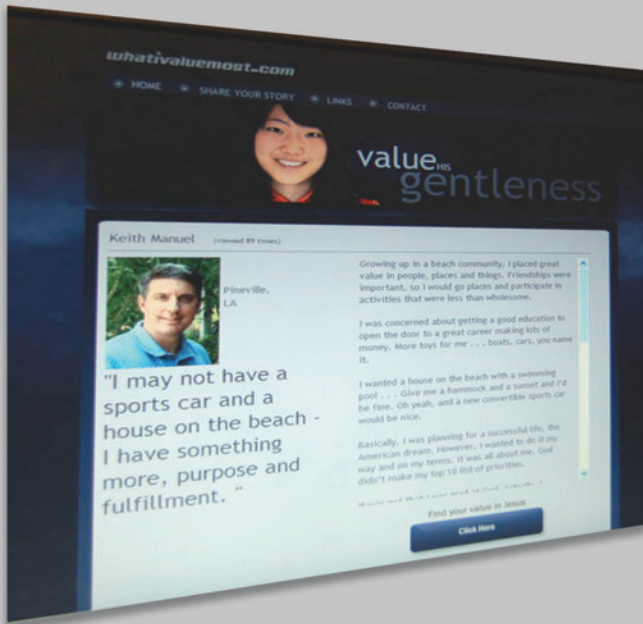 whativaluemost.com
HOME SHARE YOUR STORY LINKS CONTACT
value HIS
gentleness
Keith Manuel (viewed 89 times)
Pineville,
LA
"I may not have a
sports car and a
house on the beach -
I have something
more, purpose and
fulfillment. "
Growing up in a beach community, I placed great
value in people, places and things. Friendships were
important, so I would go places and participate in
activities that were less than wholesome.
I was concerned about getting a good education to
open the door to a great career making lots of
money. More toys for me . . . boats, cars, you name
it.
I wanted a house on the beach with a swimming
pool . . . Give me a hammock and a sunset and I'd
be fine. Oh yeah, and a new convertible sports car
would be nice.
Basically, I was planning for a successful life, the
American dream. However, I wanted to do it my
way and on my terms. It was all about me. God
didn't make my top 10 list of priorities.
Find your value in Jesus
Click Here